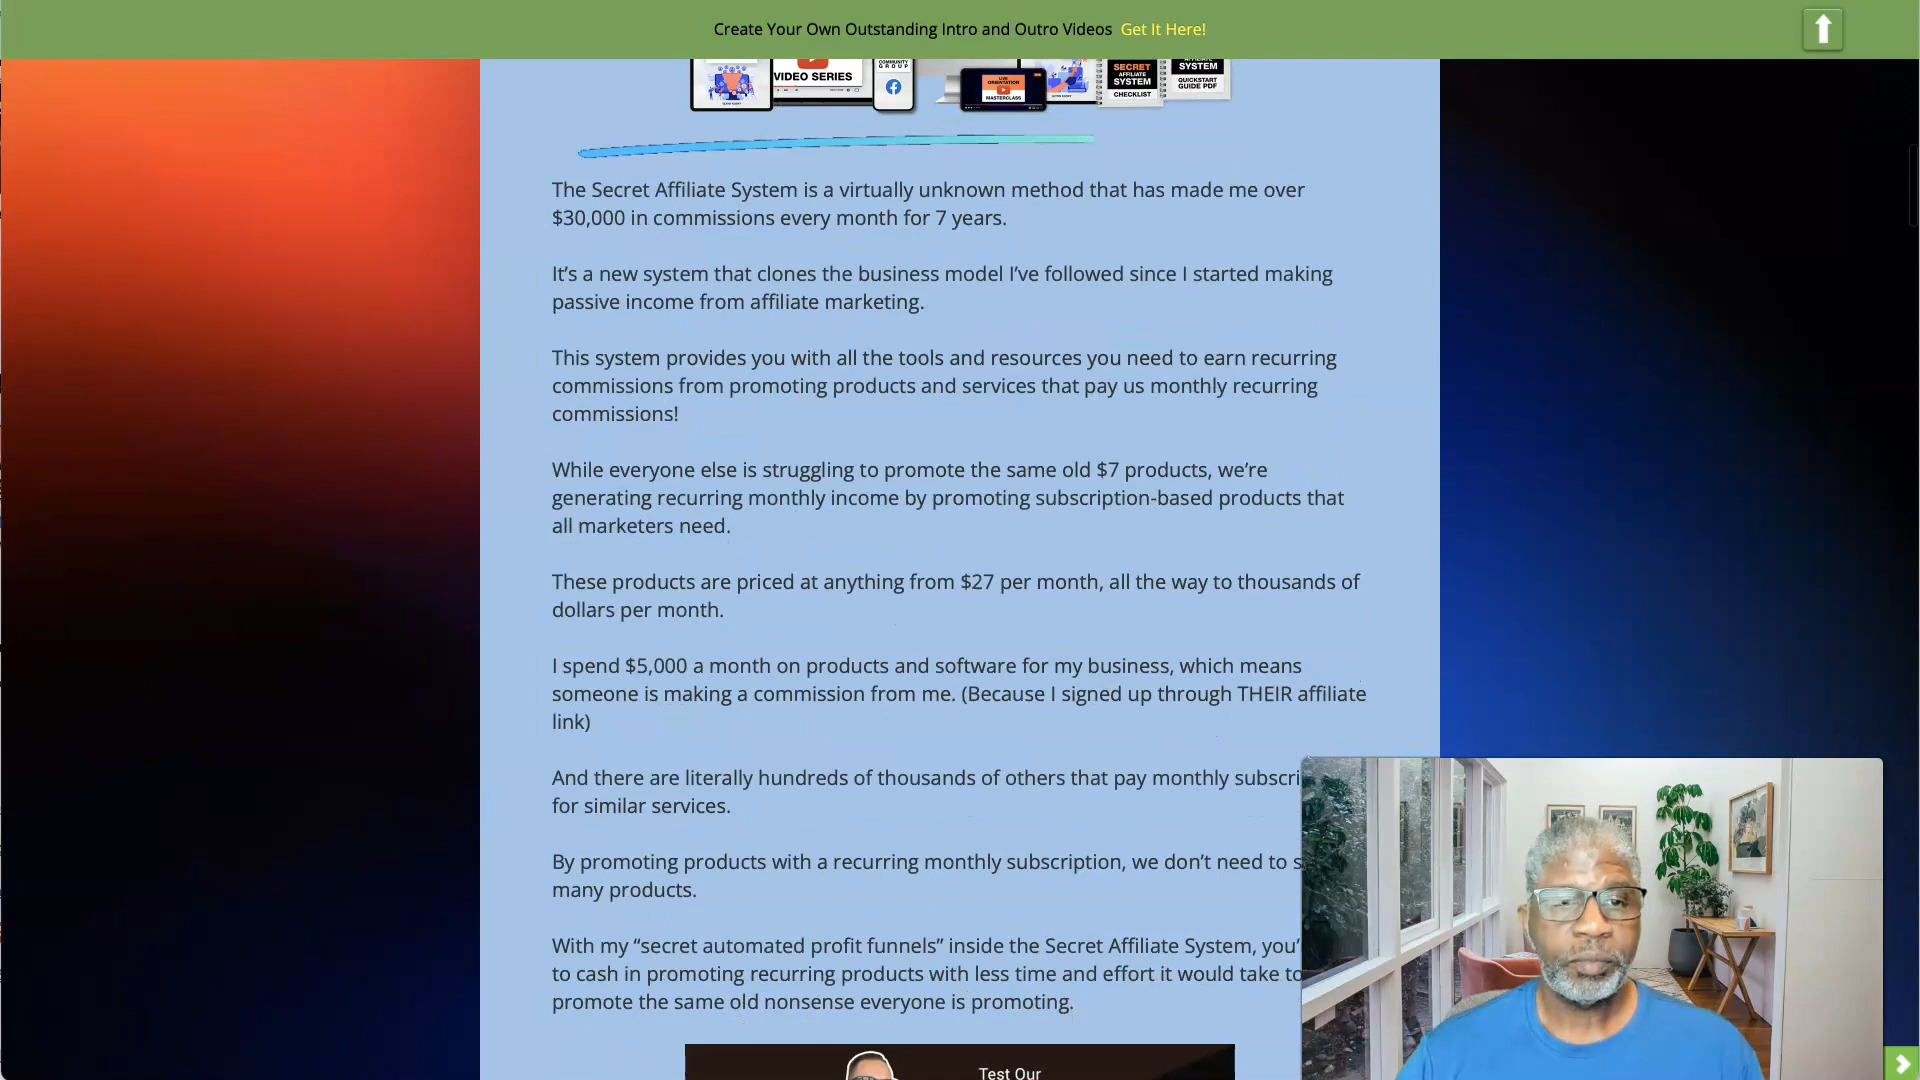 Create Your Own Outstanding Intro and Outro Videos Get It Here!
VIDEO SERIES
COMMUNITY
GROUP
LIVE
ORIENTATION
MASTERCLASS
SECRET
AFFILIATE
SYSTEM
CHECKLIST
SYSTEM
QUICKSTART
GUIDE PDF
The Secret Affiliate System is a virtually unknown method that has made me over
$30,000 in commissions every month for 7 years.
It’s a new system that clones the business model I’ve followed since I started making
passive income from affiliate marketing.
This system provides you with all the tools and resources you need to earn recurring
commissions from promoting products and services that pay us monthly recurring
commissions!
While everyone else is struggling to promote the same old $7 products, we’re
generating recurring monthly income by promoting subscription-based products that
all marketers need.
These products are priced at anything from $27 per month, all the way to thousands of
dollars per month.
I spend $5,000 a month on products and software for my business, which means
someone is making a commission from me. (Because I signed up through THEIR affiliate
link)
And there are literally hundreds of thousands of others that pay monthly subscri
for similar services.
By promoting products with a recurring monthly subscription, we don’t need to s
many products.
With my “secret automated profit funnels” inside the Secret Affiliate System, you’
to cash in promoting recurring products with less time and effort it would take to
promote the same old nonsense everyone is promoting.
Test Our